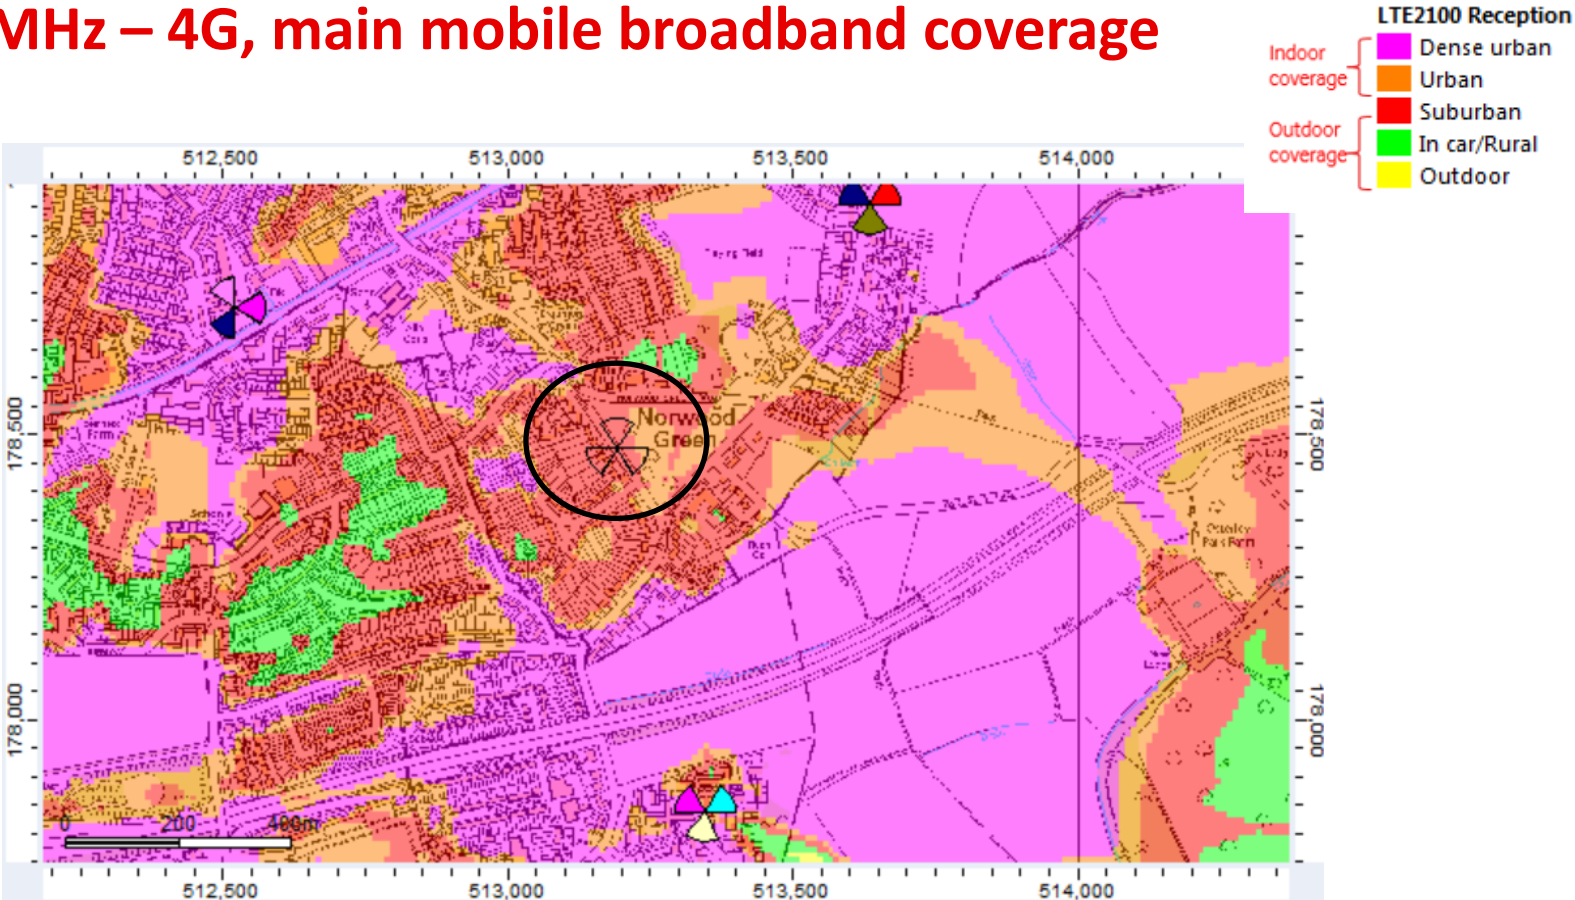 MHz – 4G, main mobile broadband coverage
LTE2100 Reception
Indoor
coverage
Dense urban
Urban
Suburban
Outdoor
coverage
In car/Rural
Outdoor
512,500 513,000 513,500 514,000
178,500
178,000
Playing Field
Norwood
Green
178,500
178,000
0 200 400m
512,500 513,000 513,500 514,000